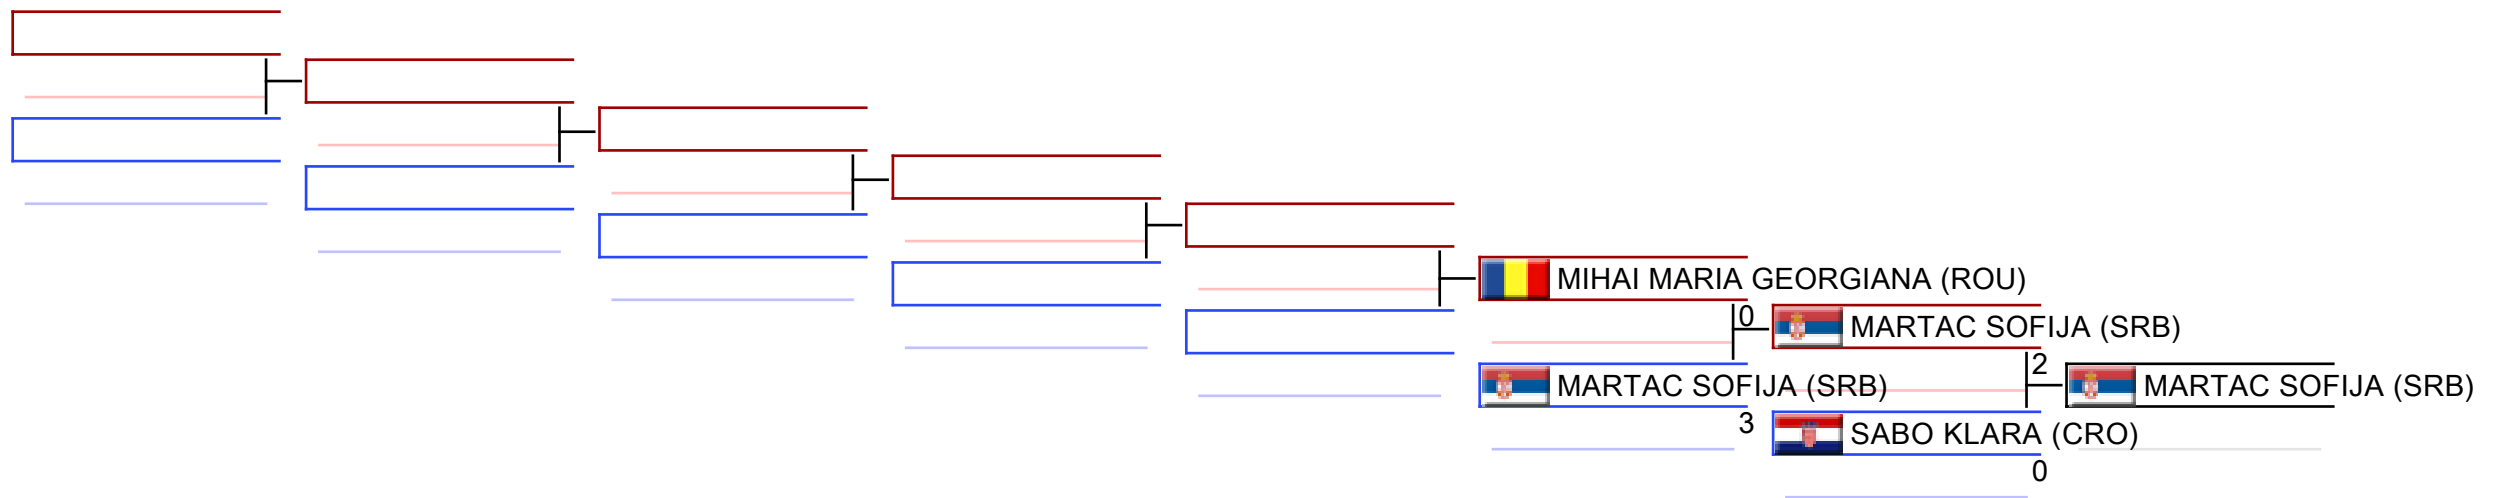 MIHAI MARIA GEORGIANA (ROU)
0
MARTAC SOFIJA (SRB)
3
MARTAC SOFIJA (SRB)
2
SABO KLARA (CRO)
0
MARTAC SOFIJA (SRB)